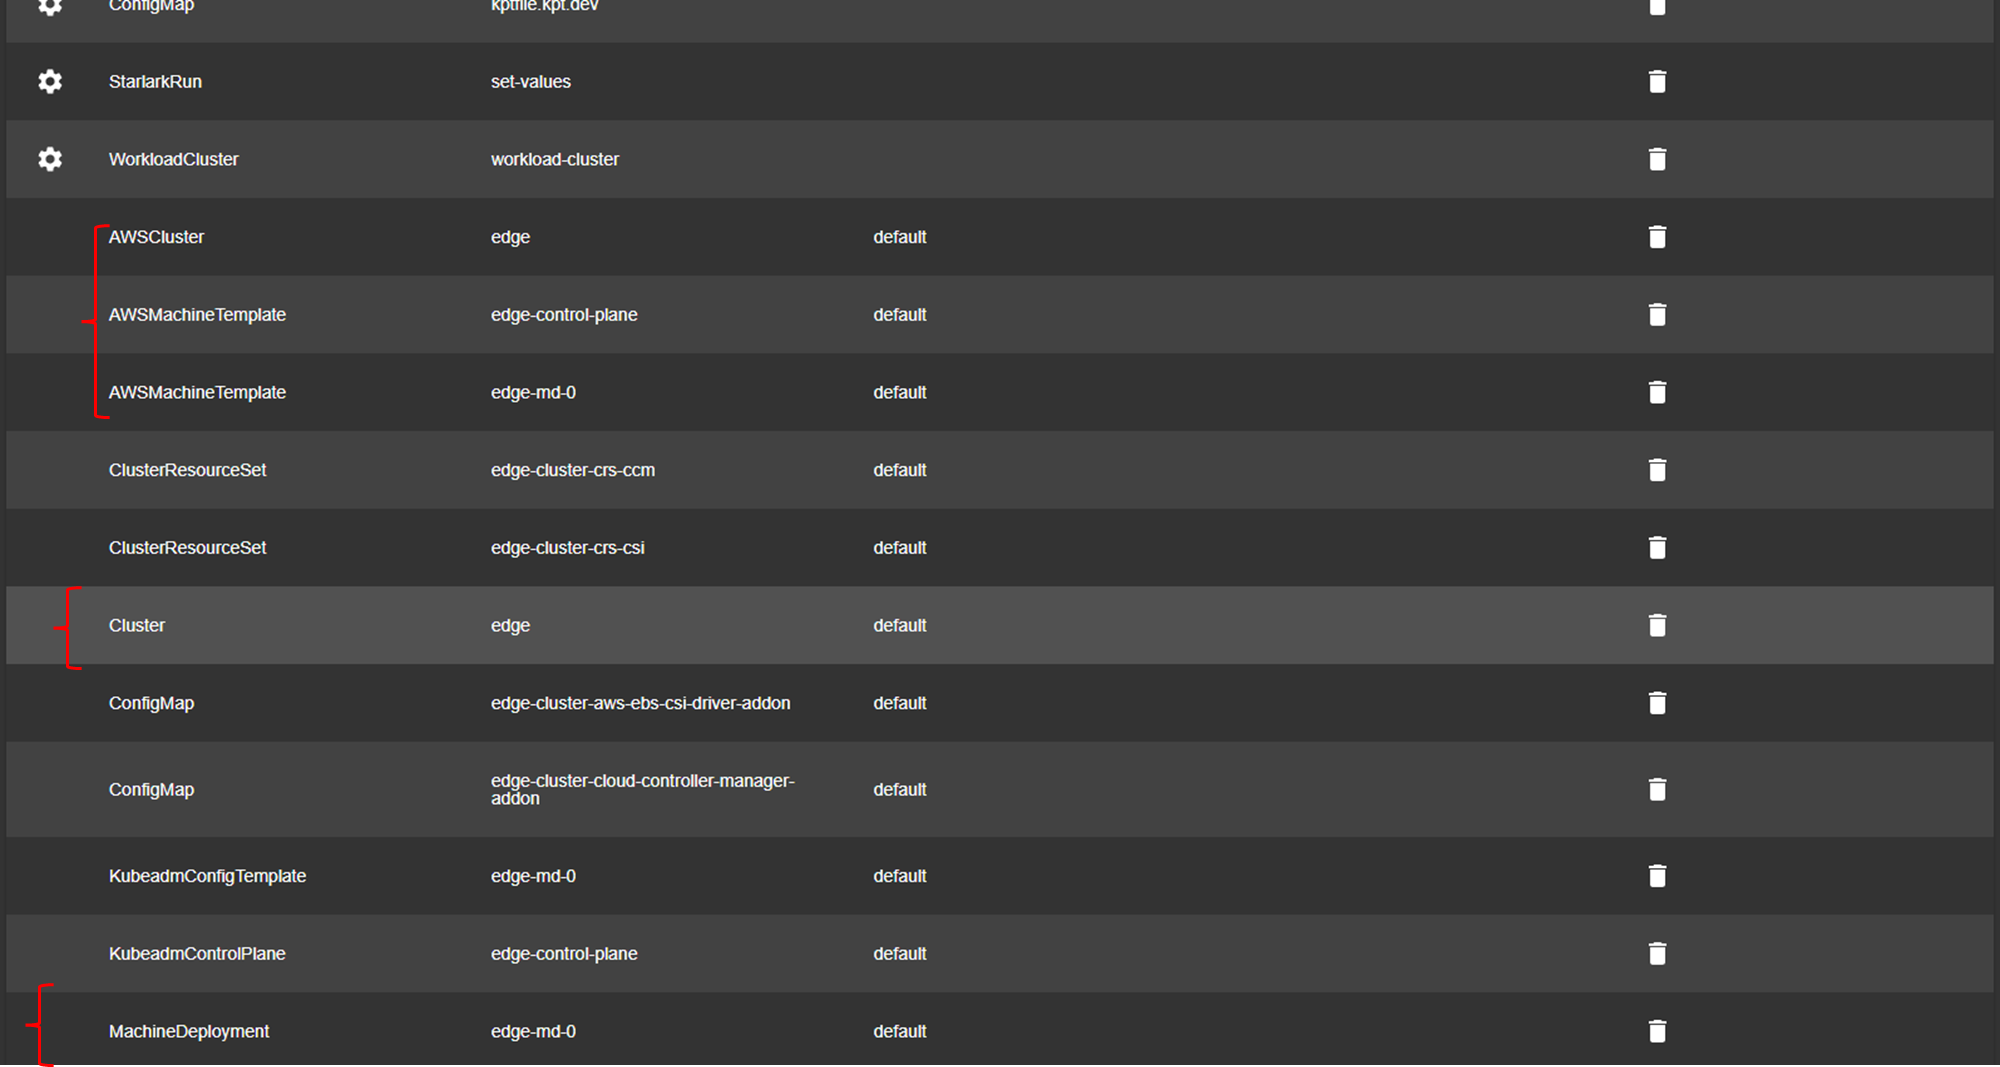 ConfigMap kptfile.kpt.dev
StarlarkRun set-values
WorkloadCluster workload-cluster
AWSCluster edge default
AWSMachineTemplate edge-control-plane default
AWSMachineTemplate edge-md-0 default
ClusterResourceSet edge-cluster-crs-ccm default
ClusterResourceSet edge-cluster-crs-csi default
Cluster edge default
ConfigMap edge-cluster-aws-ebs-csi-driver-addon default
ConfigMap edge-cluster-cloud-controller-manager-
addon default
KubeadmConfigTemplate edge-md-0 default
KubeadmControlPlane edge-control-plane default
MachineDeployment edge-md-0 default